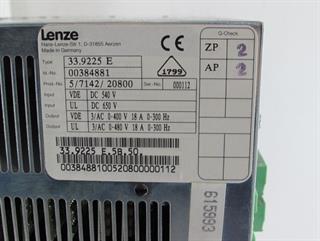 Lenze
Hans-Lenze-Str. 1, D-31855 Aerzen
Made in Germany
CE
1799
Q-Check
ZP 2
AP 2
Type 33.9225 E
Id.-No. 00384881
Prod.-No. 5/7142/ 20800 Ser.-No. 000112
Input VDE DC 540 V
Input UL DC 650 V
Output VDE 3/AC 0-400 V 18 A 0-300 Hz
Output UL 3/AC 0-480 V 18 A 0-300 Hz
33.9225 E.5B.50
00384881005208000000112
615993